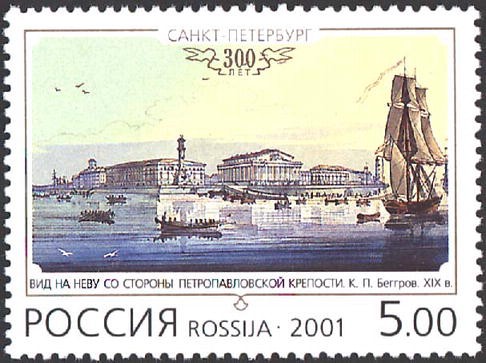 САНКТ-ПЕТЕРБУРГ
300
ЛЕТ
ВИД НА НЕВУ СО СТОРОНЫ ПЕТРОПАВЛОВСКОЙ КРЕПОСТИ. К. П. Беггров. XIX в.
РОССИЯ ROSSIJA · 2001 5.00